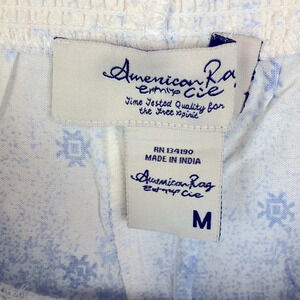 American Rag
Cie
Time Tested Quality for
the Free Spirit
RN 134190
MADE IN INDIA
American Rag
Cie
M